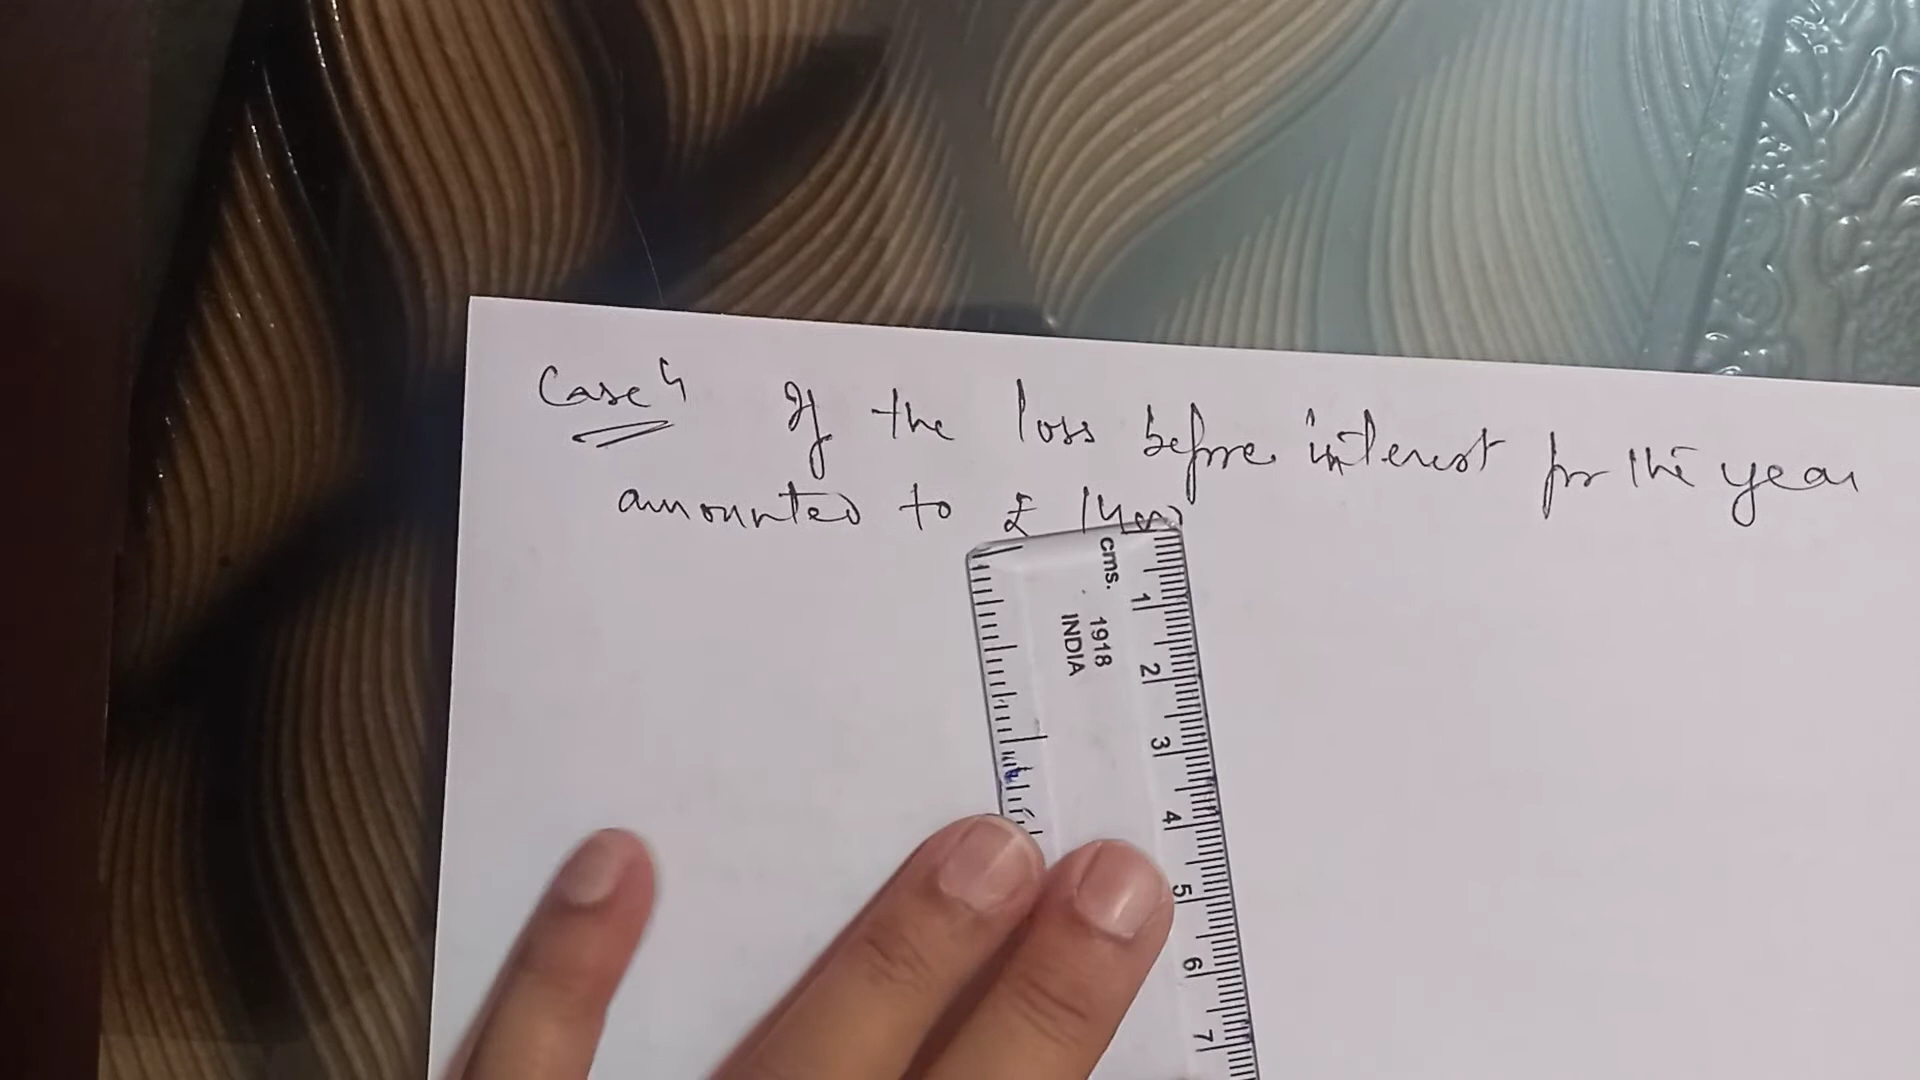 Case 4 If the loss before interest for the year
amounted to ₹
cms.
1918
INDIA
1
2
3
4
5
6
7